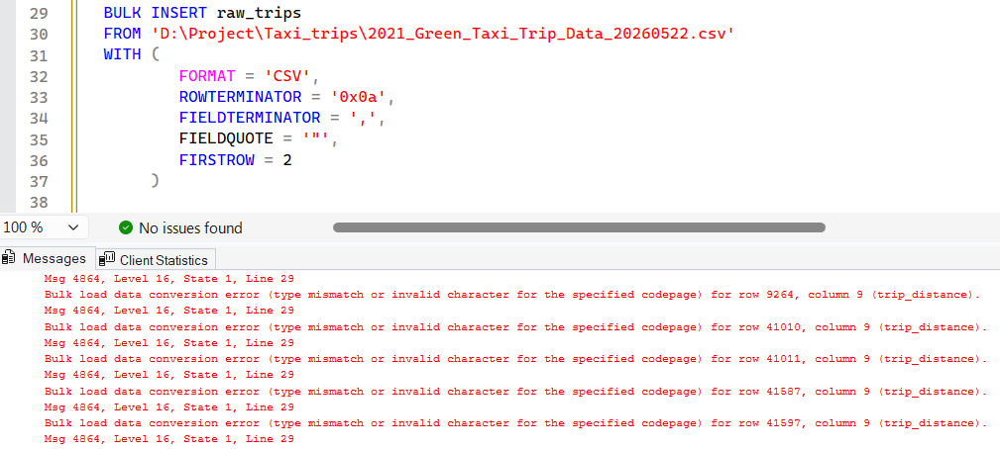 29 BULK INSERT raw_trips
30 FROM 'D:\Project\Taxi_trips\2021_Green_Taxi_Trip_Data_20260522.csv'
31 WITH (
32 FORMAT = 'CSV',
33 ROWTERMINATOR = '0x0a',
34 FIELDTERMINATOR = ',',
35 FIELDQUOTE = '"',
36 FIRSTROW = 2
37 )
38
100 % No issues found
Messages Client Statistics
Msg 4864, Level 16, State 1, Line 29
Bulk load data conversion error (type mismatch or invalid character for the specified codepage) for row 9264, column 9 (trip_distance).
Msg 4864, Level 16, State 1, Line 29
Bulk load data conversion error (type mismatch or invalid character for the specified codepage) for row 41010, column 9 (trip_distance).
Msg 4864, Level 16, State 1, Line 29
Bulk load data conversion error (type mismatch or invalid character for the specified codepage) for row 41011, column 9 (trip_distance).
Msg 4864, Level 16, State 1, Line 29
Bulk load data conversion error (type mismatch or invalid character for the specified codepage) for row 41587, column 9 (trip_distance).
Msg 4864, Level 16, State 1, Line 29
Bulk load data conversion error (type mismatch or invalid character for the specified codepage) for row 41597, column 9 (trip_distance).
Msg 4864, Level 16, State 1, Line 29